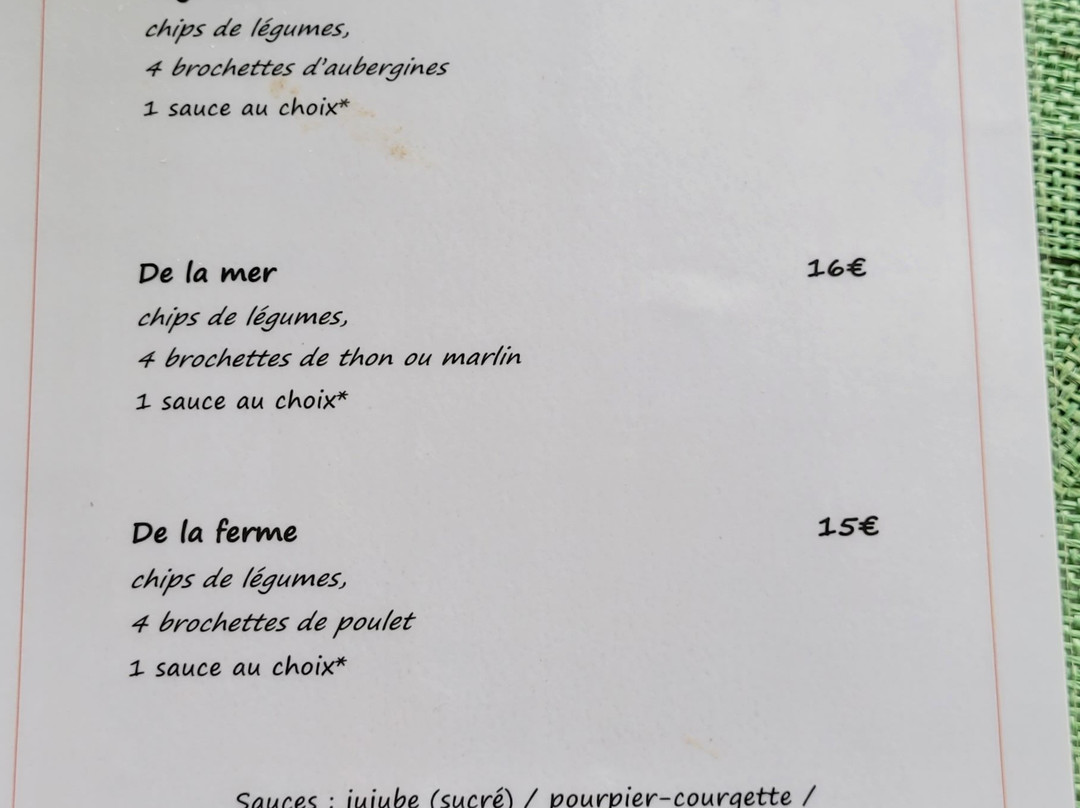 chips de légumes,
4 brochettes d'aubergines
1 sauce au choix*
De la mer 16€
chips de légumes,
4 brochettes de thon ou marlin
1 sauce au choix*
De la ferme 15€
chips de légumes,
4 brochettes de poulet
1 sauce au choix*
Sauces : jujube (sucré) / pourpier-courgette /